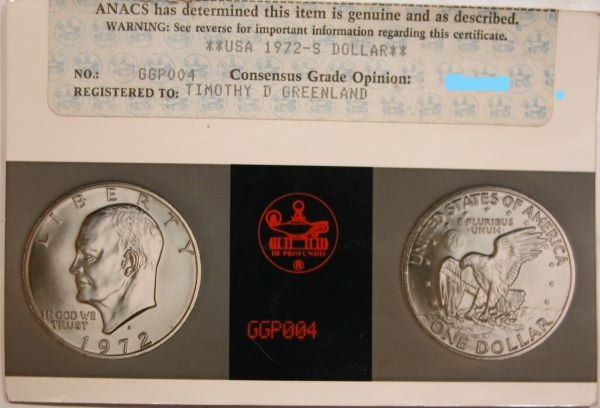 ANACS has determined this item is genuine and as described.
WARNING: See reverse for important information regarding this certificate.
**USA 1972-S DOLLAR**
NO.: GGP004 Consensus Grade Opinion:
REGISTERED TO: TIMOTHY D GREENLAND
LIBERTY
IN GOD WE
TRUST
1972
S
DE PROFUNDIS
®
GGP004
UNITED STATES OF AMERICA
E PLURIBUS
UNUM
ONE DOLLAR